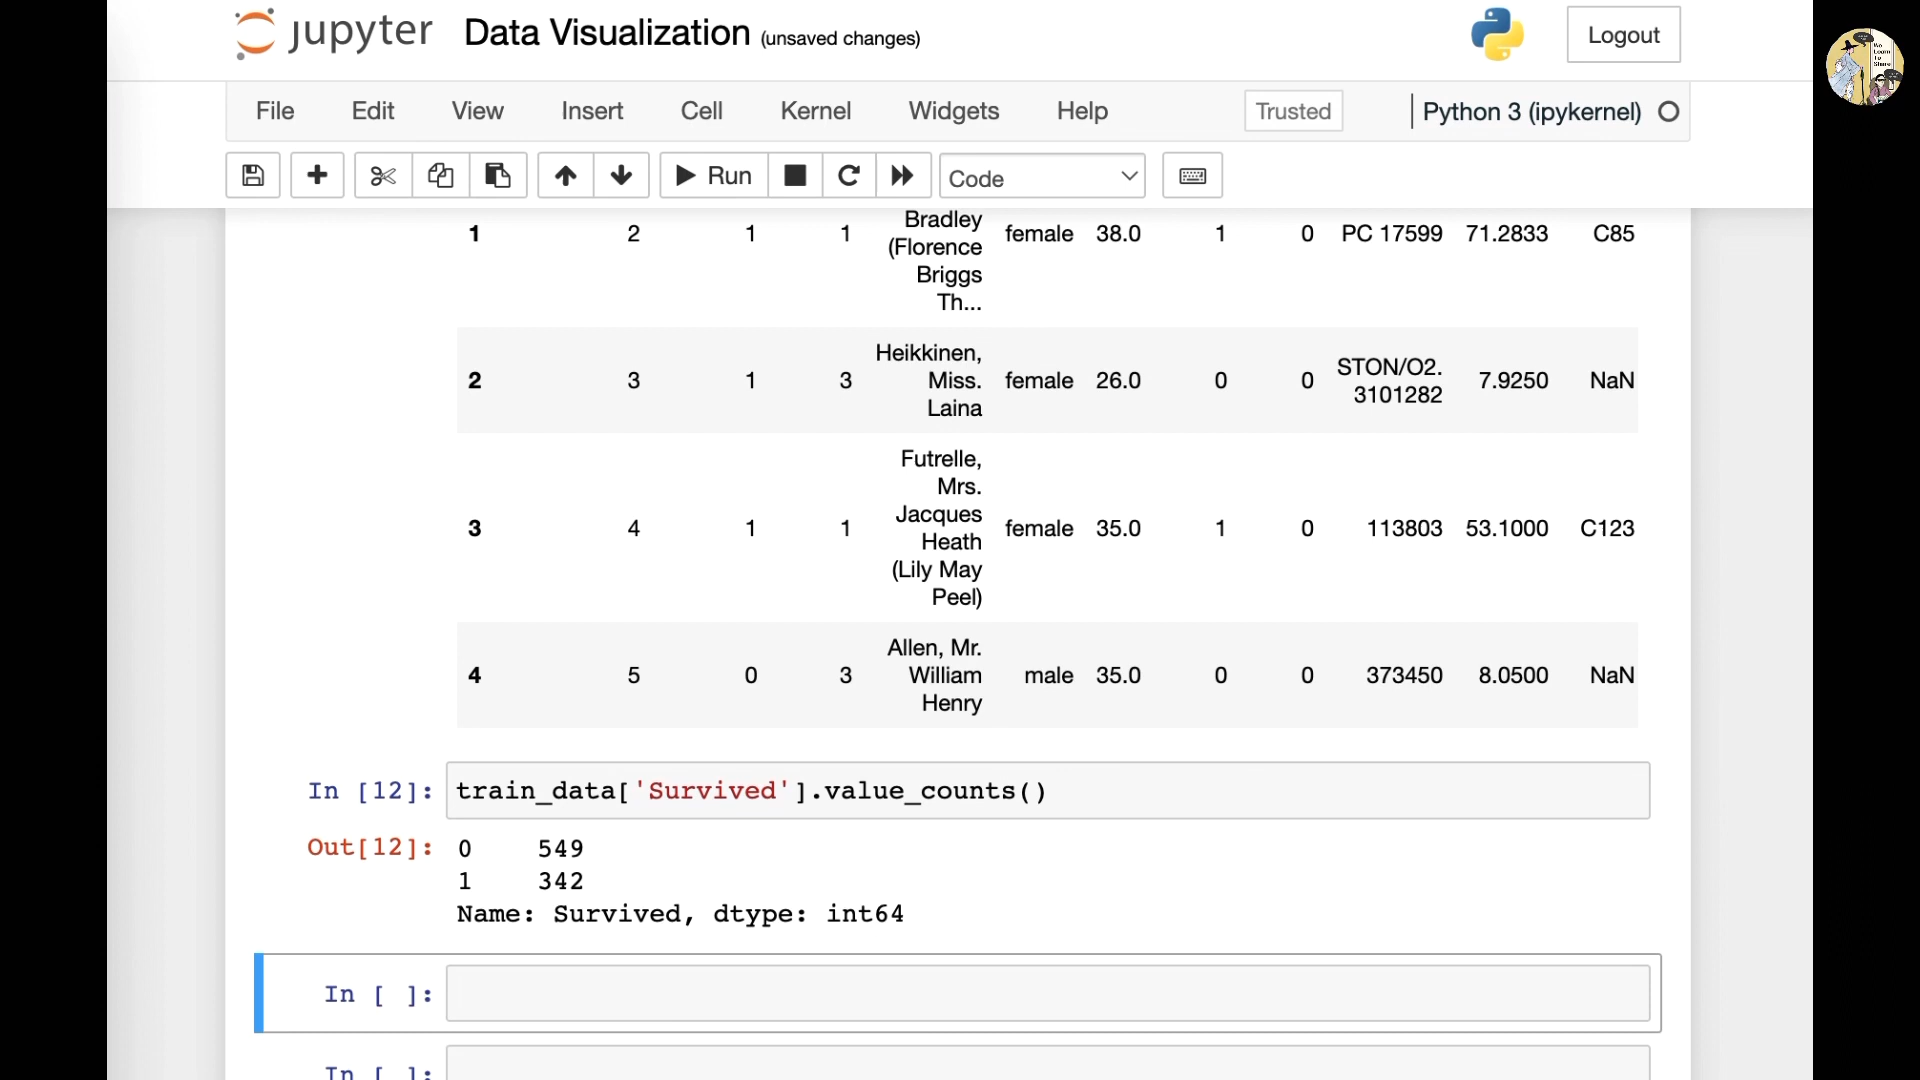 jupyter Data Visualization (unsaved changes) Logout
File Edit View Insert Cell Kernel Widgets Help Trusted Python 3 (ipykernel)
Run Code
1 2 1 1 Bradley female 38.0 1 0 PC 17599 71.2833 C85
(Florence
Briggs
Th...
2 3 1 3 Heikkinen, female 26.0 0 0 STON/O2. 7.9250 NaN
Miss. 3101282
Laina
3 4 1 1 Futrelle, female 35.0 1 0 113803 53.1000 C123
Mrs.
Jacques
Heath
(Lily May
Peel)
4 5 0 3 Allen, Mr. male 35.0 0 0 373450 8.0500 NaN
William
Henry
In [12]: train_data['Survived'].value_counts()
Out[12]: 0 549
1 342
Name: Survived, dtype: int64
In [ ]:
In [ ]: